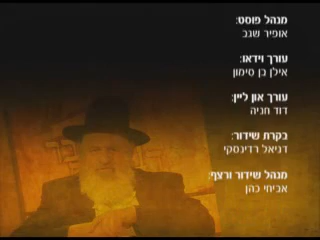 מנהל פוסט:
אופיר שגב
עורך וידאו:
אילן בן סימון
עורך און ליין:
דוד חניה
בקרת שידור:
דניאל רדינסקי
מנהל שידור ורצף:
אביחי כהן